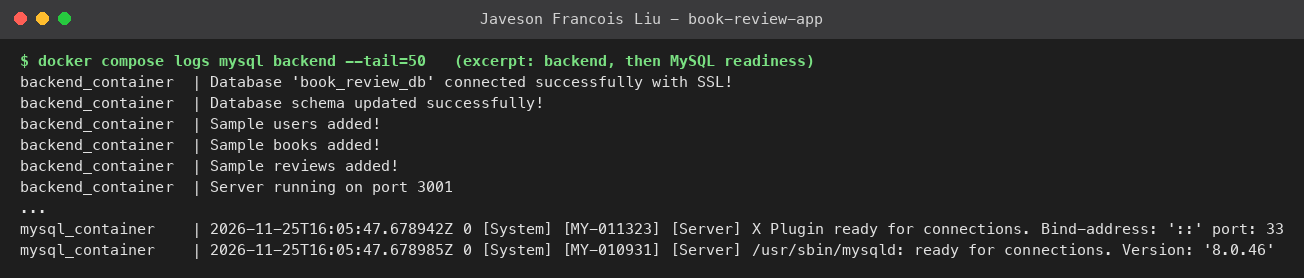 Javeson Francois Liu — book-review-app
$ docker compose logs mysql backend --tail=50   (excerpt: backend, then MySQL readiness)
backend_container  | Database 'book_review_db' connected successfully with SSL!
backend_container  | Database schema updated successfully!
backend_container  | Sample users added!
backend_container  | Sample books added!
backend_container  | Sample reviews added!
backend_container  | Server running on port 3001
...
mysql_container    | 2026-11-25T16:05:47.678942Z 0 [System] [MY-011323] [Server] X Plugin ready for connections. Bind-address: '::' port: 33
mysql_container    | 2026-11-25T16:05:47.678985Z 0 [System] [MY-010931] [Server] /usr/sbin/mysqld: ready for connections. Version: '8.0.46'